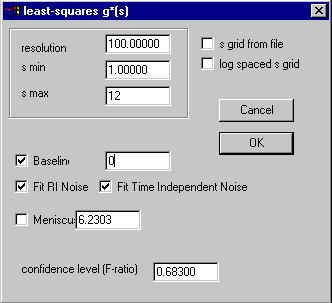 least-squares g*(s)
resolution 100.00000
s min 1.00000
s max 12
s grid from file
log spaced s grid
Cancel
OK
Baseline 0
Fit RI Noise Fit Time Independent Noise
Meniscus 6.2303
confidence level (F-ratio) 0.68300